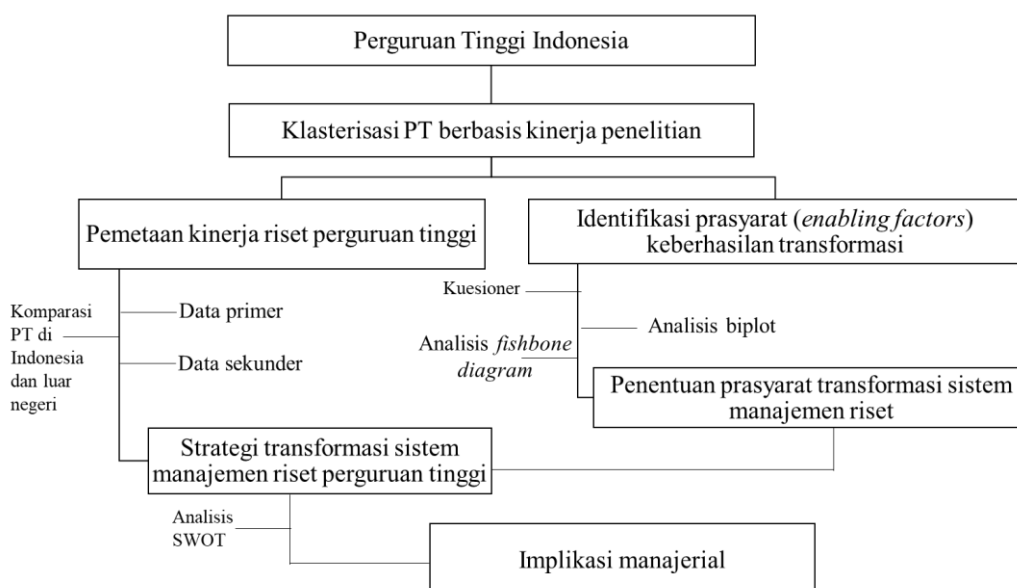 Perguruan Tinggi Indonesia
Klasterisasi PT berbasis kinerja penelitian
Pemetaan kinerja riset perguruan tinggi
Identifikasi prasyarat (enabling factors)
keberhasilan transformasi
Komparasi
PT di
Indonesia
dan luar
negeri
Data primer
Data sekunder
Kuesioner
Analisis biplot
Analisis fishbone
diagram
Penentuan prasyarat transformasi sistem
manajemen riset
Strategi transformasi sistem
manajemen riset perguruan tinggi
Analisis
SWOT
Implikasi manajerial